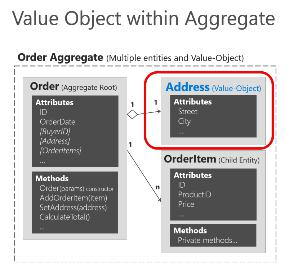 Value Object within Aggregate
Order Aggregate (Multiple entities and Value-Object)
Order (Aggregate Root)
Attributes
ID
OrderDate
[BuyerID]
[Address]
[OrderItems]
...
Methods
Order(params) constructor
AddOrderItem(item)
SetAddress(address)
CalculateTotal()
...
1
1
1
n
Address (Value-Object)
Attributes
Street
City
...
OrderItem (Child Entity)
Attributes
ID
ProductID
Price
...
Methods
Private methods...